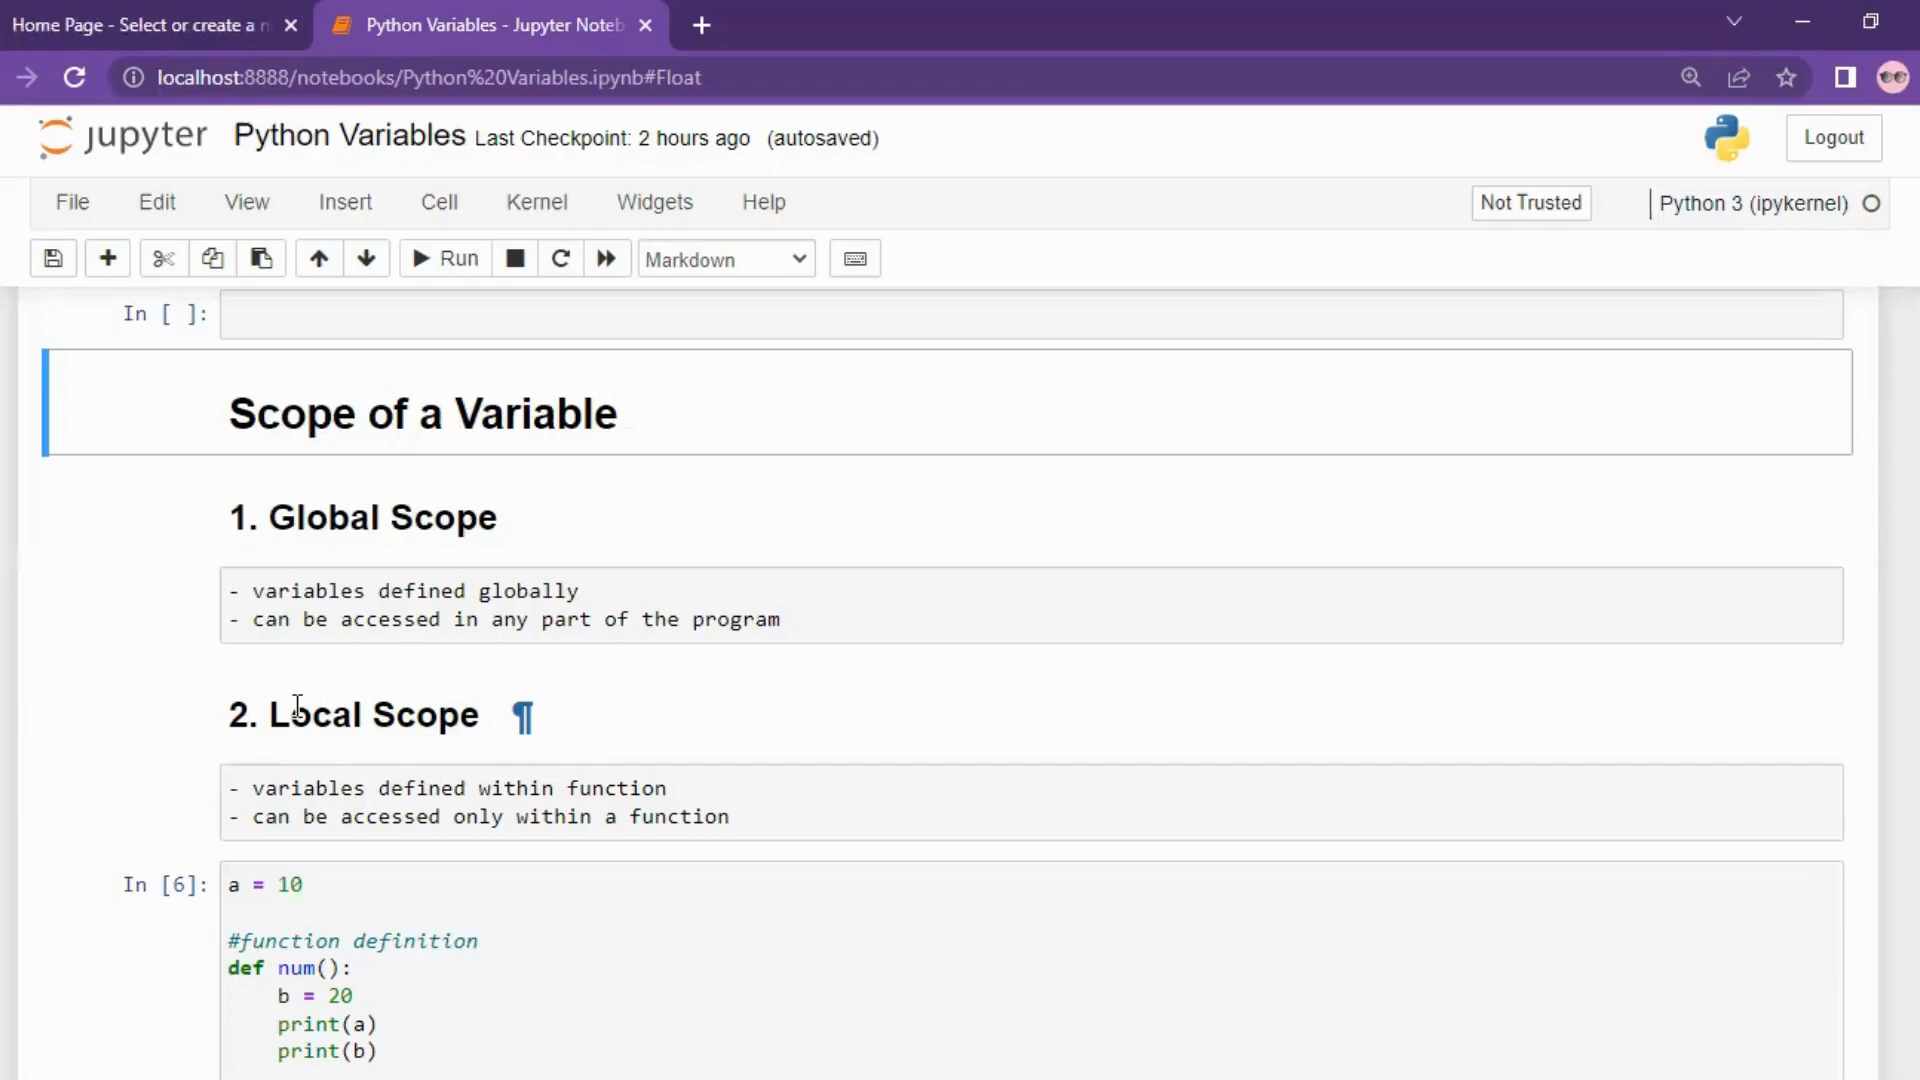 Home Page - Select or create a n
Python Variables - Jupyter Noteb
localhost:8888/notebooks/Python%20Variables.ipynb#Float
jupyter Python Variables Last Checkpoint: 2 hours ago (autosaved)
Logout
File Edit View Insert Cell Kernel Widgets Help
Not Trusted
Python 3 (ipykernel)
Run
Markdown
In [ ]:
Scope of a Variable
1. Global Scope
- variables defined globally
- can be accessed in any part of the program
2. Local Scope ¶
- variables defined within function
- can be accessed only within a function
In [6]: a = 10
#function definition
def num():
    b = 20
    print(a)
    print(b)